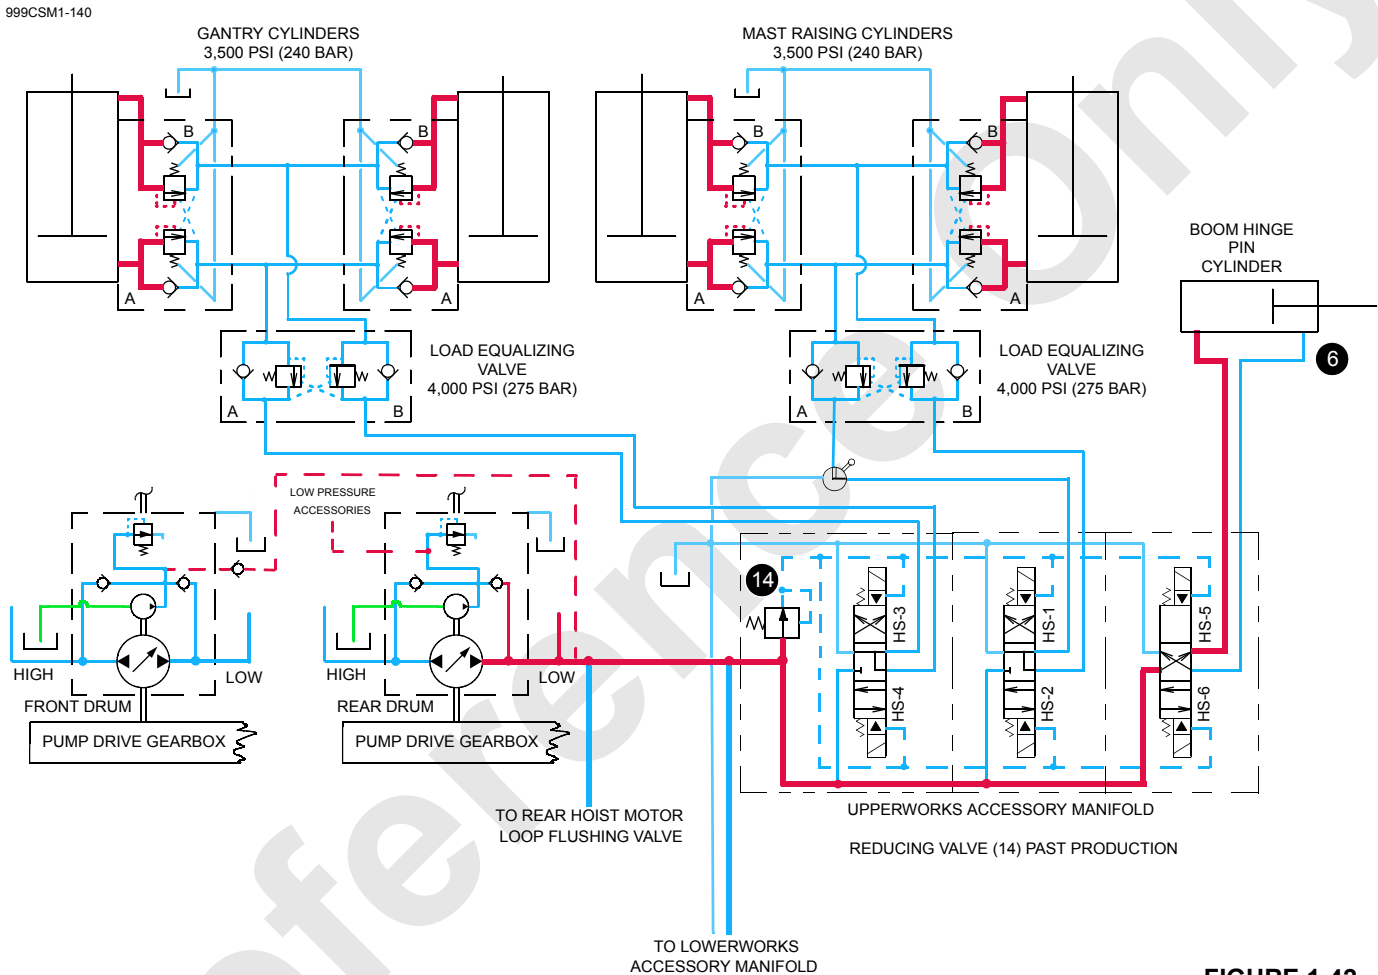 999CSM1-140
GANTRY CYLINDERS
3,500 PSI (240 BAR)
MAST RAISING CYLINDERS
3,500 PSI (240 BAR)
B
B
B
B
A
A
A
A
BOOM HINGE
PIN
CYLINDER
LOAD EQUALIZING
VALVE
4,000 PSI (275 BAR)
A
B
LOAD EQUALIZING
VALVE
4,000 PSI (275 BAR)
A
B
6
LOW PRESSURE
ACCESSORIES
14
HS-3
HS-1
HS-5
HS-4
HS-2
HS-6
HIGH
LOW
HIGH
LOW
FRONT DRUM
REAR DRUM
PUMP DRIVE GEARBOX
PUMP DRIVE GEARBOX
TO REAR HOIST MOTOR
LOOP FLUSHING VALVE
UPPERWORKS ACCESSORY MANIFOLD
REDUCING VALVE (14) PAST PRODUCTION
TO LOWERWORKS
ACCESSORY MANIFOLD
Reference Only